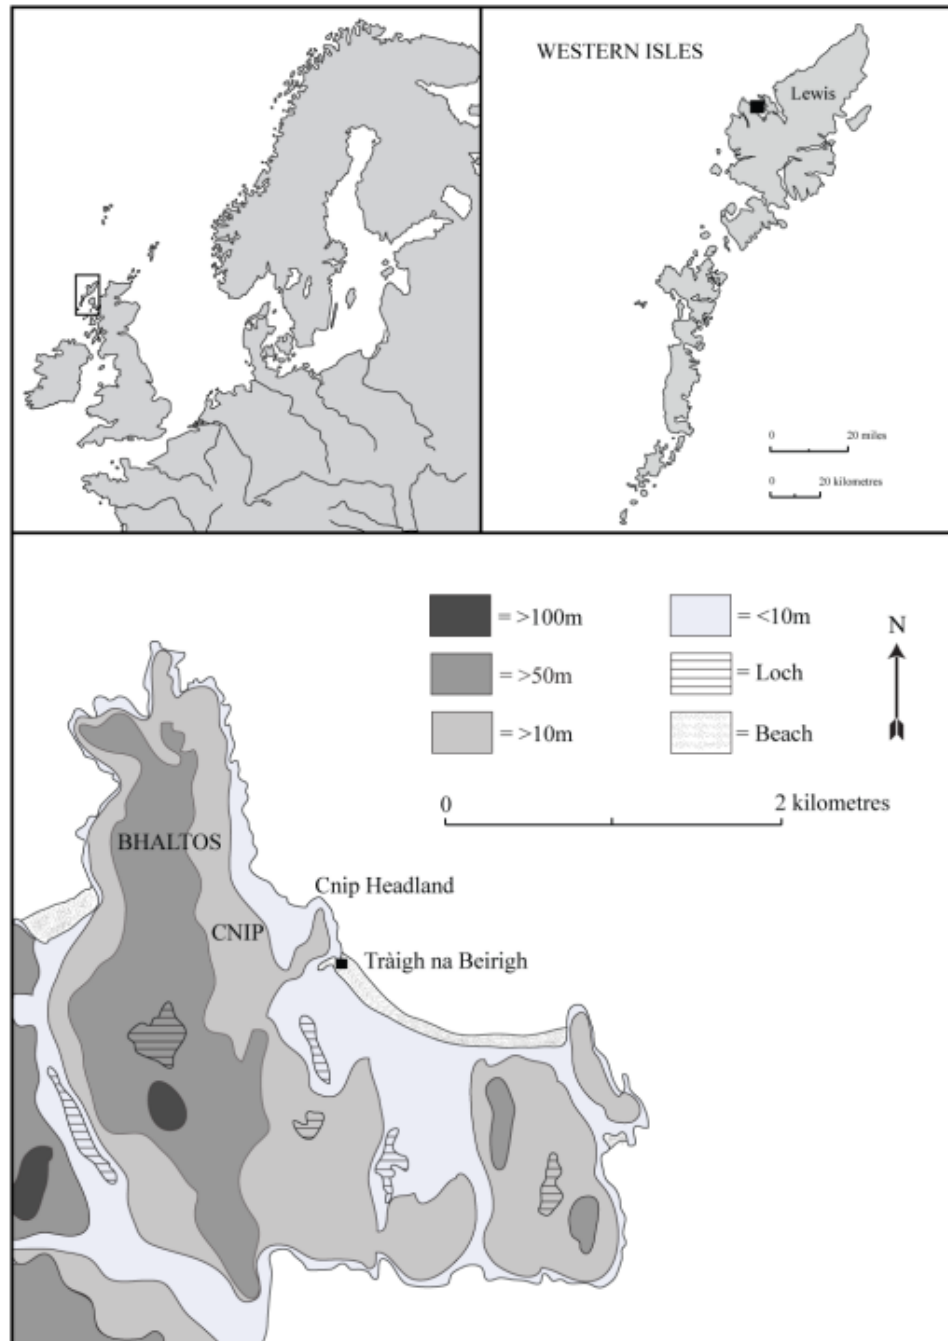 WESTERN ISLES
Lewis
0 20 miles
0 20 kilometres
= >100m
= <10m
= >50m
= Loch
= >10m
= Beach
N
0 2 kilometres
BHALTOS
Cnip Headland
CNIP
Tràigh na Beirigh